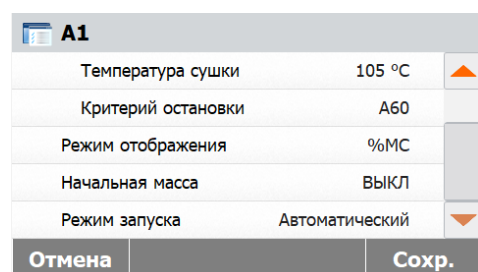 A1
Температура сушки 105 °C
Критерий остановки A60
Режим отображения %MC
Начальная масса ВЫКЛ
Режим запуска Автоматический
Отмена Сохр.